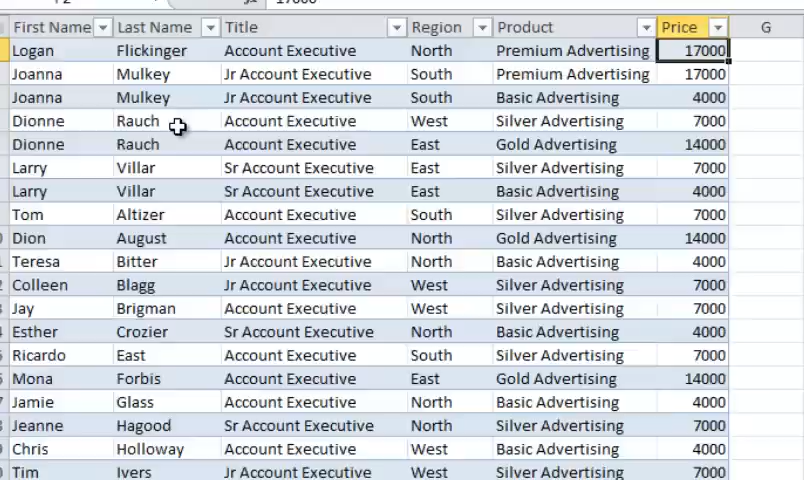 First Name Last Name Title Region Product Price G
Logan Flickinger Account Executive North Premium Advertising 17000
Joanna Mulkey Jr Account Executive South Premium Advertising 17000
Joanna Mulkey Jr Account Executive South Basic Advertising 4000
Dionne Rauch Account Executive West Silver Advertising 7000
Dionne Rauch Account Executive East Gold Advertising 14000
Larry Villar Sr Account Executive East Silver Advertising 7000
Larry Villar Sr Account Executive East Basic Advertising 4000
Tom Altizer Account Executive South Silver Advertising 7000
Dion August Account Executive North Gold Advertising 14000
Teresa Bitter Jr Account Executive North Basic Advertising 4000
Colleen Blagg Jr Account Executive West Silver Advertising 7000
Jay Brigman Account Executive West Silver Advertising 7000
Esther Crozier Sr Account Executive North Basic Advertising 4000
Ricardo East Account Executive South Silver Advertising 7000
Mona Forbis Account Executive East Gold Advertising 14000
Jamie Glass Account Executive North Basic Advertising 4000
Jeanne Hagood Sr Account Executive North Silver Advertising 7000
Chris Holloway Account Executive West Basic Advertising 4000
Tim Ivers Jr Account Executive West Silver Advertising 7000